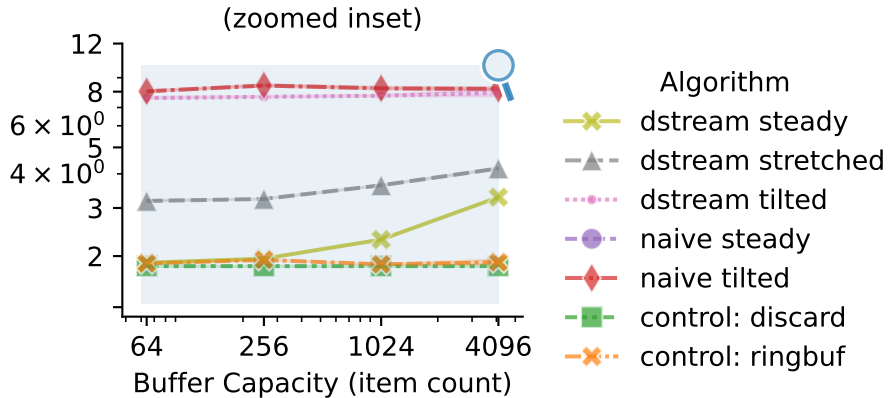 (zoomed inset)
12
8
6 × 10⁰
5
4 × 10⁰
3
2
64 256 1024 4096
Buffer Capacity (item count)
Algorithm
dstream steady
dstream stretched
dstream tilted
naive steady
naive tilted
control: discard
control: ringbuf